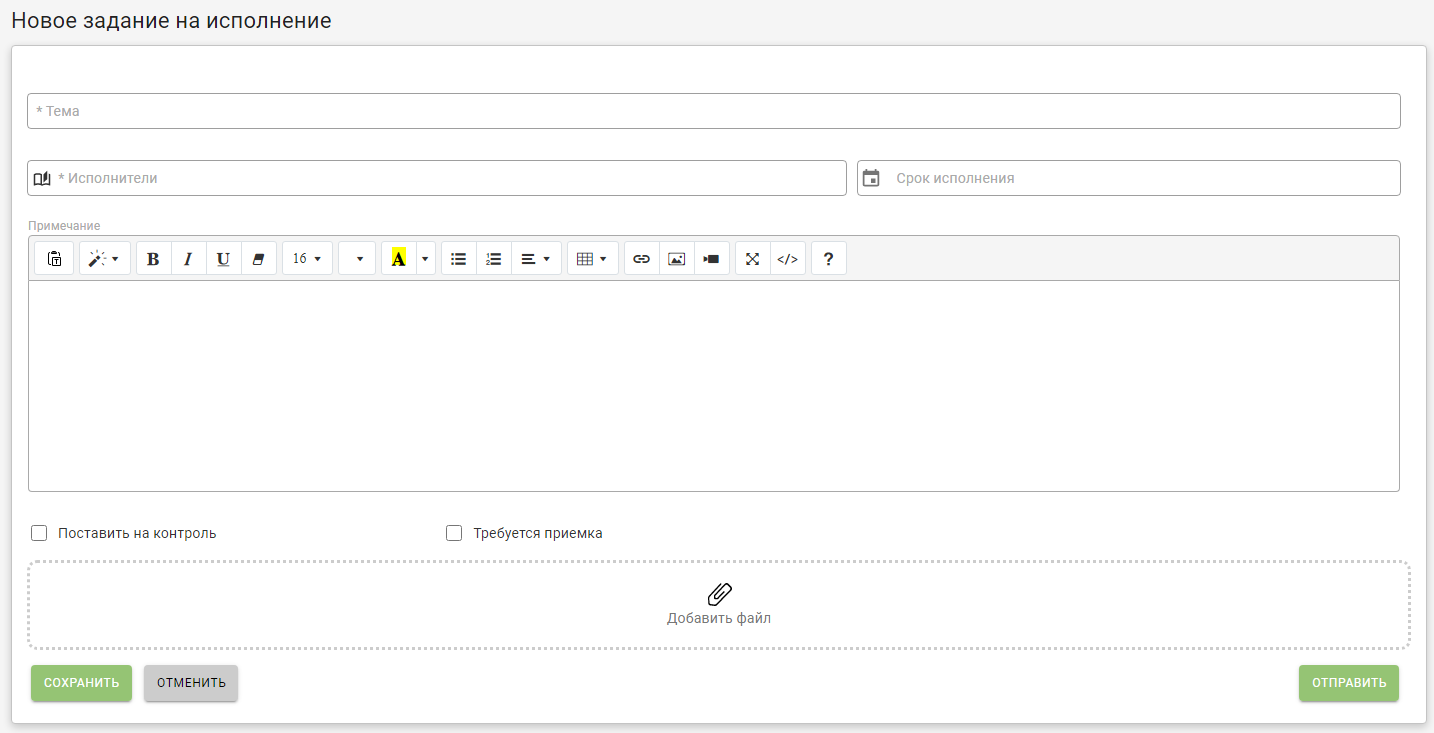 Новое задание на исполнение
* Тема
* Исполнители
Срок исполнения
Примечание
B I U 16 A </> ?
Поставить на контроль
Требуется приемка
Добавить файл
СОХРАНИТЬ
ОТМЕНИТЬ
ОТПРАВИТЬ